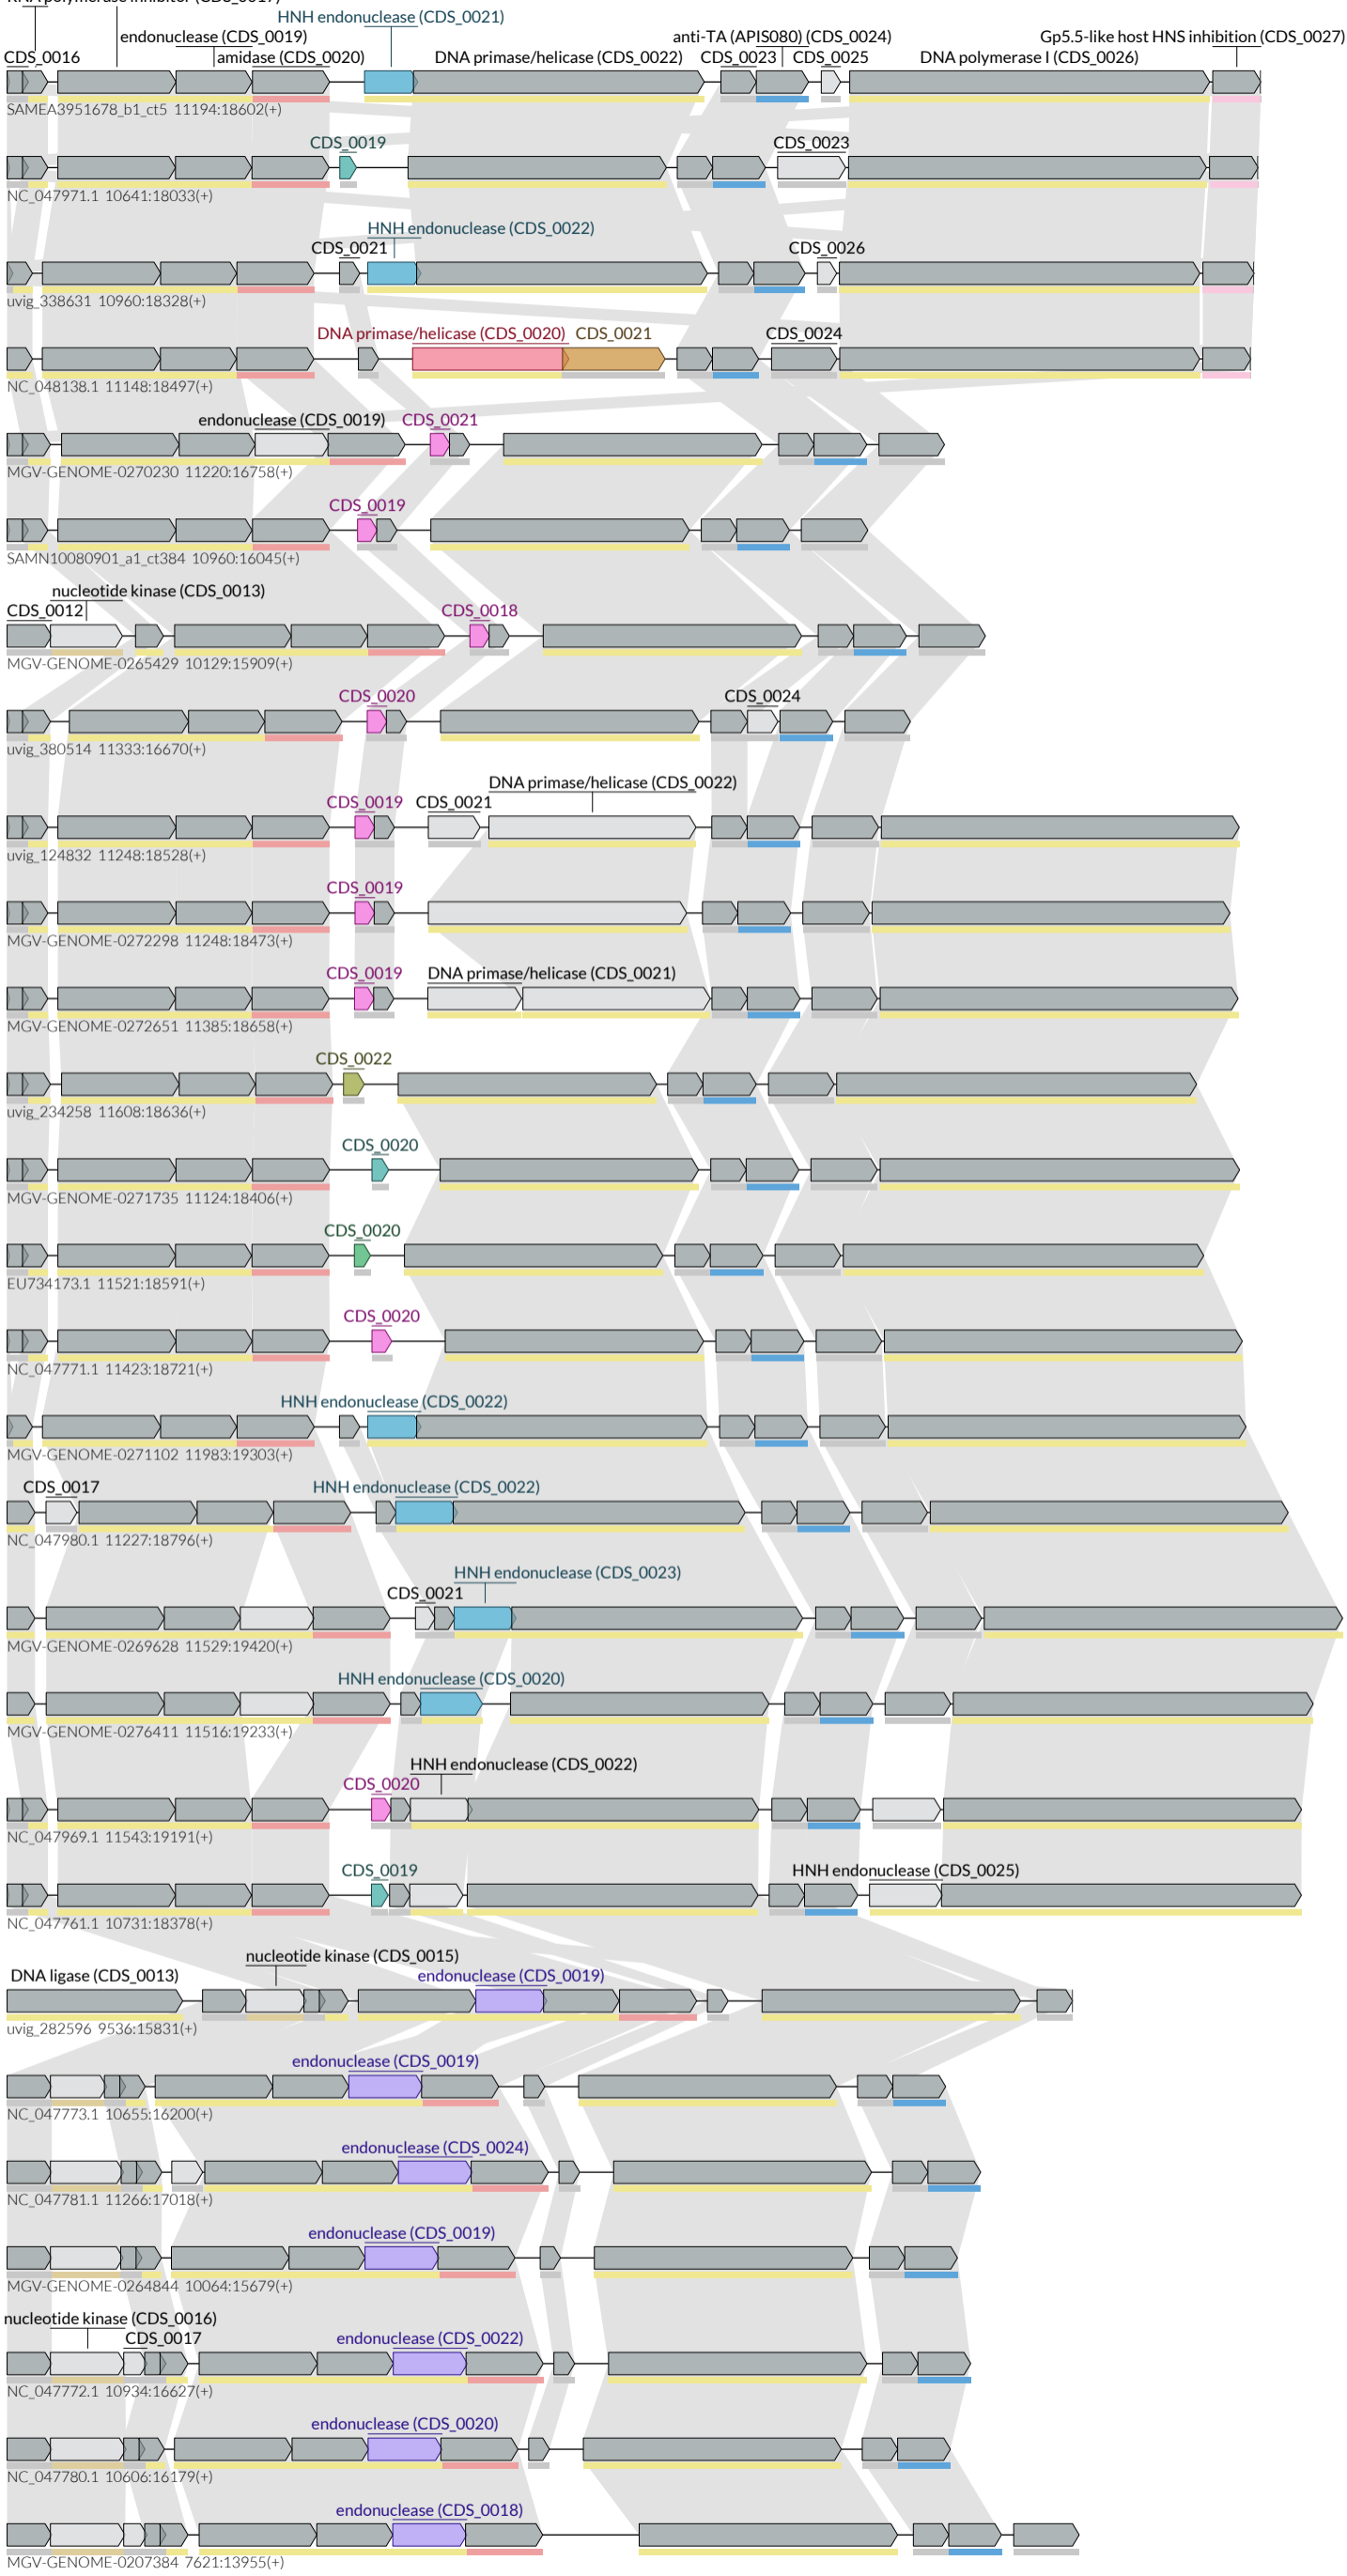 RNA polymerase inhibitor (CDS_0017)
HNH endonuclease (CDS_0021)
endonuclease (CDS_0019) anti-TA (APIS080) (CDS_0024) Gp5.5-like host HNS inhibition (CDS_0027)
CDS_0016 amidase (CDS_0020) DNA primase/helicase (CDS_0022) CDS_0023 CDS_0025 DNA polymerase I (CDS_0026)
SAMEA3951678_b1_ct5 11194:18602(+)
CDS_0019 CDS_0023
NC_047971.1 10641:18033(+)
HNH endonuclease (CDS_0022)
CDS_0021 CDS_0026
uvig_338631 10960:18328(+)
DNA primase/helicase (CDS_0020) CDS_0021 CDS_0024
NC_048138.1 11148:18497(+)
endonuclease (CDS_0019) CDS_0021
MGV-GENOME-0270230 11220:16758(+)
CDS_0019
SAMN10080901_a1_ct384 10960:16045(+)
nucleotide kinase (CDS_0013)
CDS_0012 CDS_0018
MGV-GENOME-0265429 10129:15909(+)
CDS_0020 CDS_0024
uvig_380514 11333:16670(+)
DNA primase/helicase (CDS_0022)
CDS_0019 CDS_0021
uvig_124832 11248:18528(+)
CDS_0019
MGV-GENOME-0272298 11248:18473(+)
CDS_0019 DNA primase/helicase (CDS_0021)
MGV-GENOME-0272651 11385:18658(+)
CDS_0022
uvig_234258 11608:18636(+)
CDS_0020
MGV-GENOME-0271735 11124:18406(+)
CDS_0020
EU734173.1 11521:18591(+)
CDS_0020
NC_047771.1 11423:18721(+)
HNH endonuclease (CDS_0022)
MGV-GENOME-0271102 11983:19303(+)
CDS_0017 HNH endonuclease (CDS_0022)
NC_047980.1 11227:18796(+)
HNH endonuclease (CDS_0023)
CDS_0021
MGV-GENOME-0269628 11529:19420(+)
HNH endonuclease (CDS_0020)
MGV-GENOME-0276411 11516:19233(+)
HNH endonuclease (CDS_0022)
CDS_0020
NC_047969.1 11543:19191(+)
CDS_0019 HNH endonuclease (CDS_0025)
NC_047761.1 10731:18378(+)
nucleotide kinase (CDS_0015)
DNA ligase (CDS_0013) endonuclease (CDS_0019)
uvig_282596 9536:15831(+)
endonuclease (CDS_0019)
NC_047773.1 10655:16200(+)
endonuclease (CDS_0024)
NC_047781.1 11266:17018(+)
endonuclease (CDS_0019)
MGV-GENOME-0264844 10064:15679(+)
nucleotide kinase (CDS_0016)
CDS_0017 endonuclease (CDS_0022)
NC_047772.1 10934:16627(+)
endonuclease (CDS_0020)
NC_047780.1 10606:16179(+)
endonuclease (CDS_0018)
MGV-GENOME-0207384 7621:13955(+)